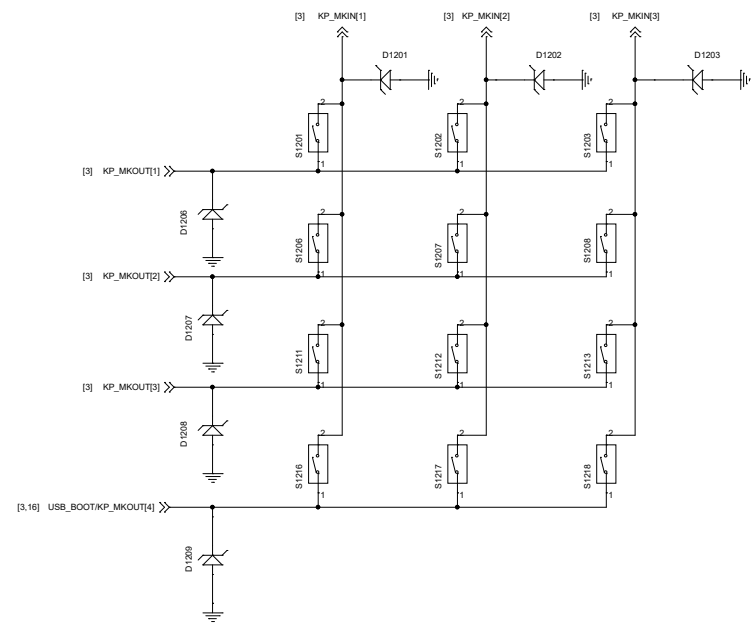 [3] KP_MKIN[1] [3] KP_MKIN[2] [3] KP_MKIN[3]
D1201 D1202 D1203
2 2 2
S1201 S1202 S1203
1 1 1
[3] KP_MKOUT[1]
D1206
2 2 2
S1206 S1207 S1208
1 1 1
[3] KP_MKOUT[2]
D1207
2 2 2
S1211 S1212 S1213
1 1 1
[3] KP_MKOUT[3]
D1208
2 2 2
S1216 S1217 S1218
1 1 1
[3,16] USB_BOOT/KP_MKOUT[4]
D1209